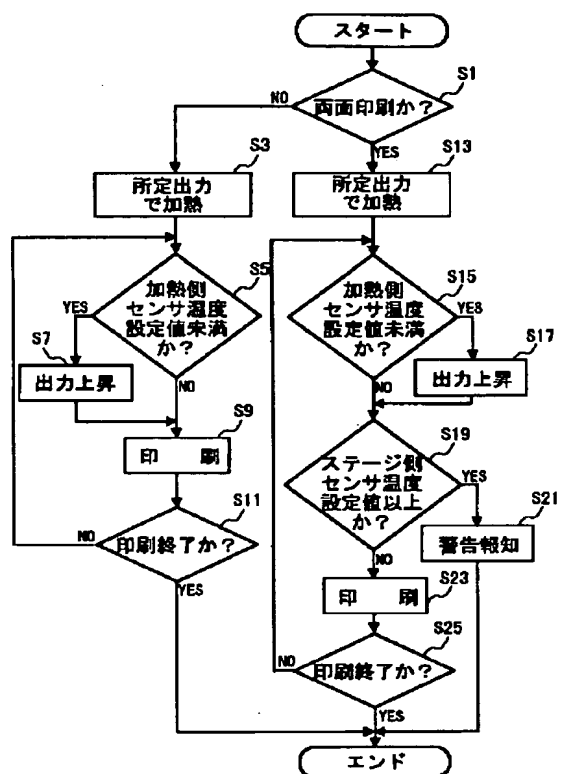 スタート
S1
両面印刷か？
NO
YES
S3
所定出力
で加熱
S13
所定出力
で加熱
S5
加熱側
センサ温度
設定値未満
か？
YES
NO
S7
出力上昇
S9
印　刷
S11
印刷終了か？
NO
YES
S15
加熱側
センサ温度
設定値未満
か？
YES
NO
S17
出力上昇
S19
ステージ側
センサ温度
設定値以上
か？
YES
NO
S21
警告報知
S23
印　刷
S25
印刷終了か？
NO
YES
エンド